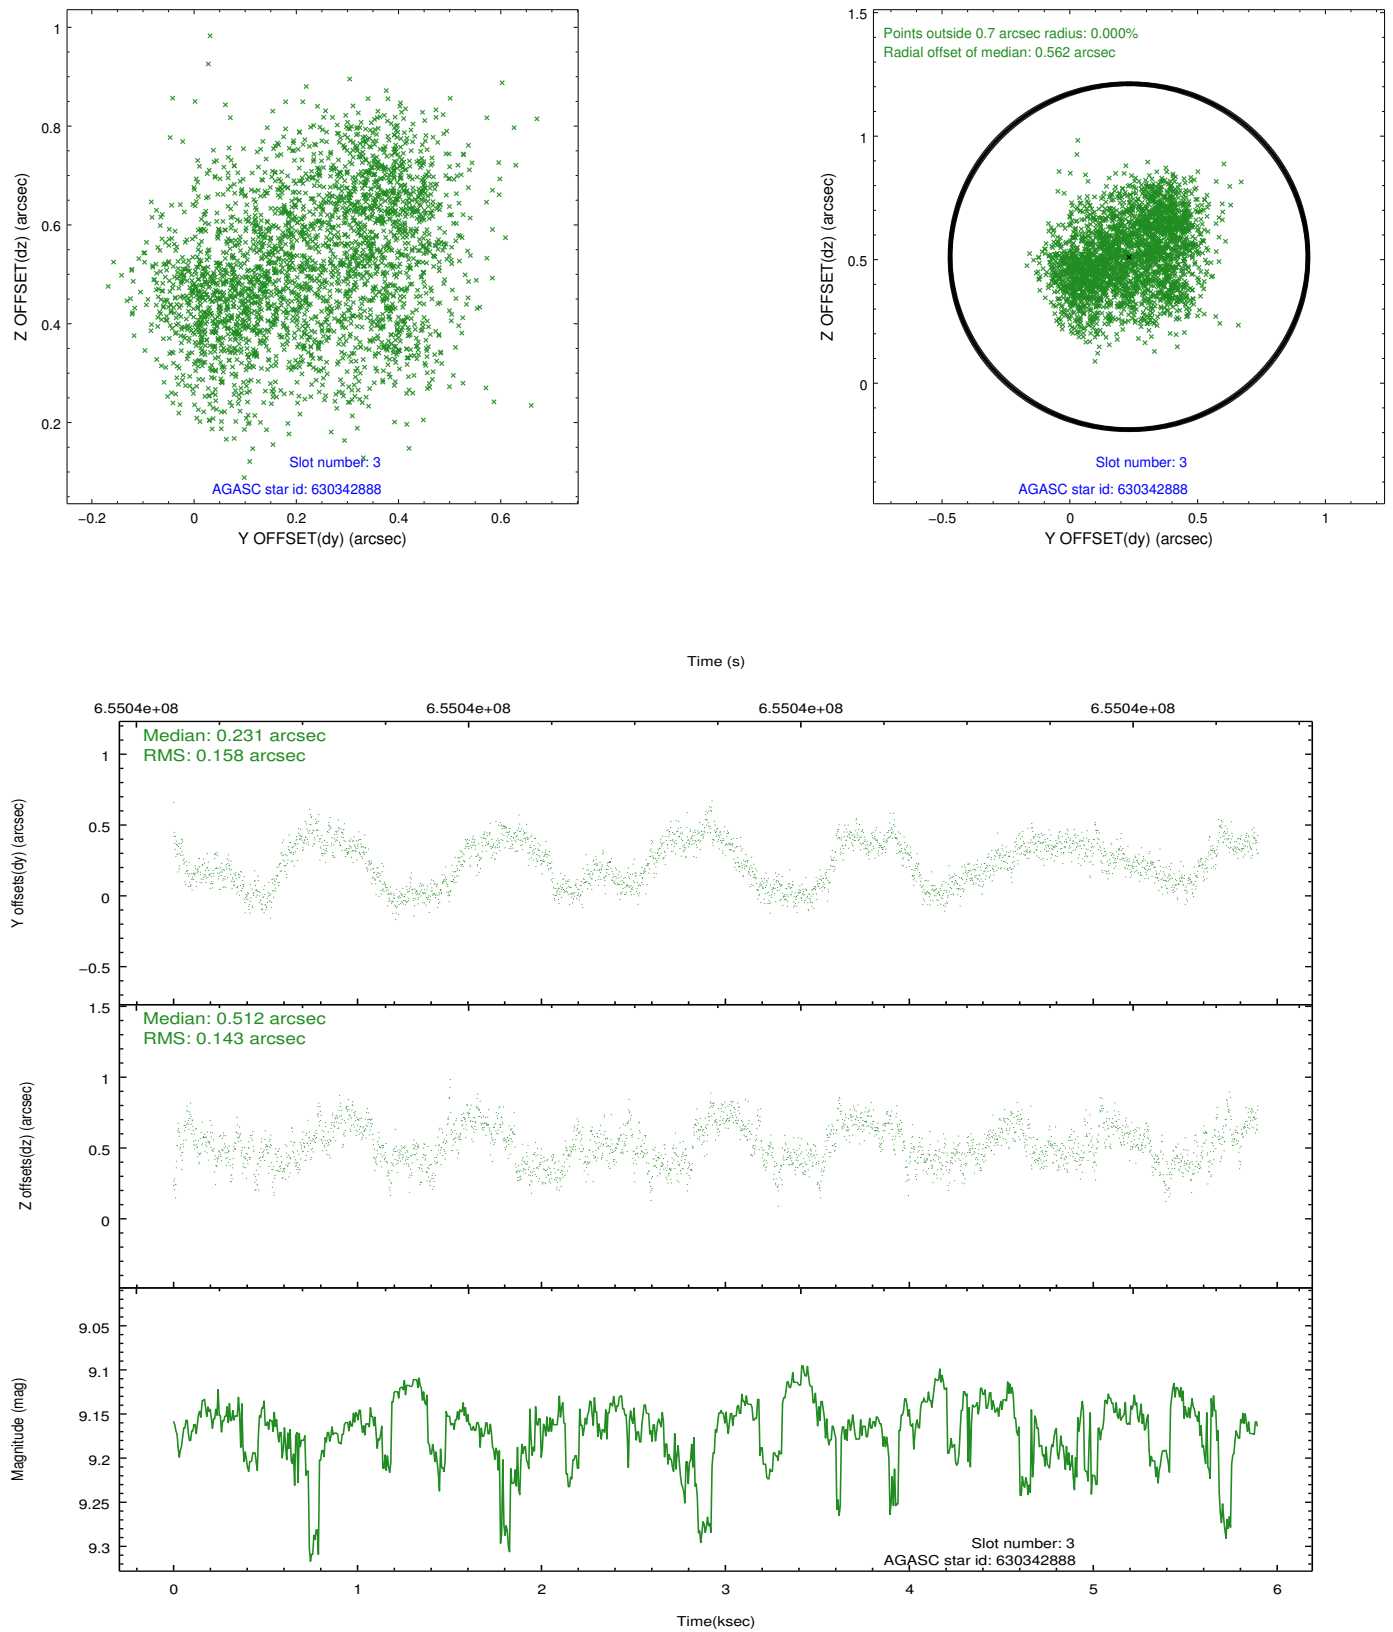 1
0.8
0.6
0.4
0.2
−0.2
0
0.2
0.4
0.6
Z OFFSET(dz) (arcsec)
Y OFFSET(dy) (arcsec)
Slot number: 3
AGASC star id: 630342888
1.5
1
0.5
0
−0.5
0
0.5
1
Z OFFSET(dz) (arcsec)
Y OFFSET(dy) (arcsec)
Points outside 0.7 arcsec radius: 0.000%
Radial offset of median: 0.562 arcsec
Slot number: 3
AGASC star id: 630342888
Time (s)
6.5504e+08
6.5504e+08
6.5504e+08
6.5504e+08
Median: 0.231 arcsec
RMS: 0.158 arcsec
1
0.5
0
−0.5
Y offsets(dy) (arcsec)
Median: 0.512 arcsec
RMS: 0.143 arcsec
1.5
1
0.5
0
Z offsets(dz) (arcsec)
9.05
9.1
9.15
9.2
9.25
9.3
Magnitude (mag)
Slot number: 3
AGASC star id: 630342888
0
1
2
3
4
5
6
Time(ksec)